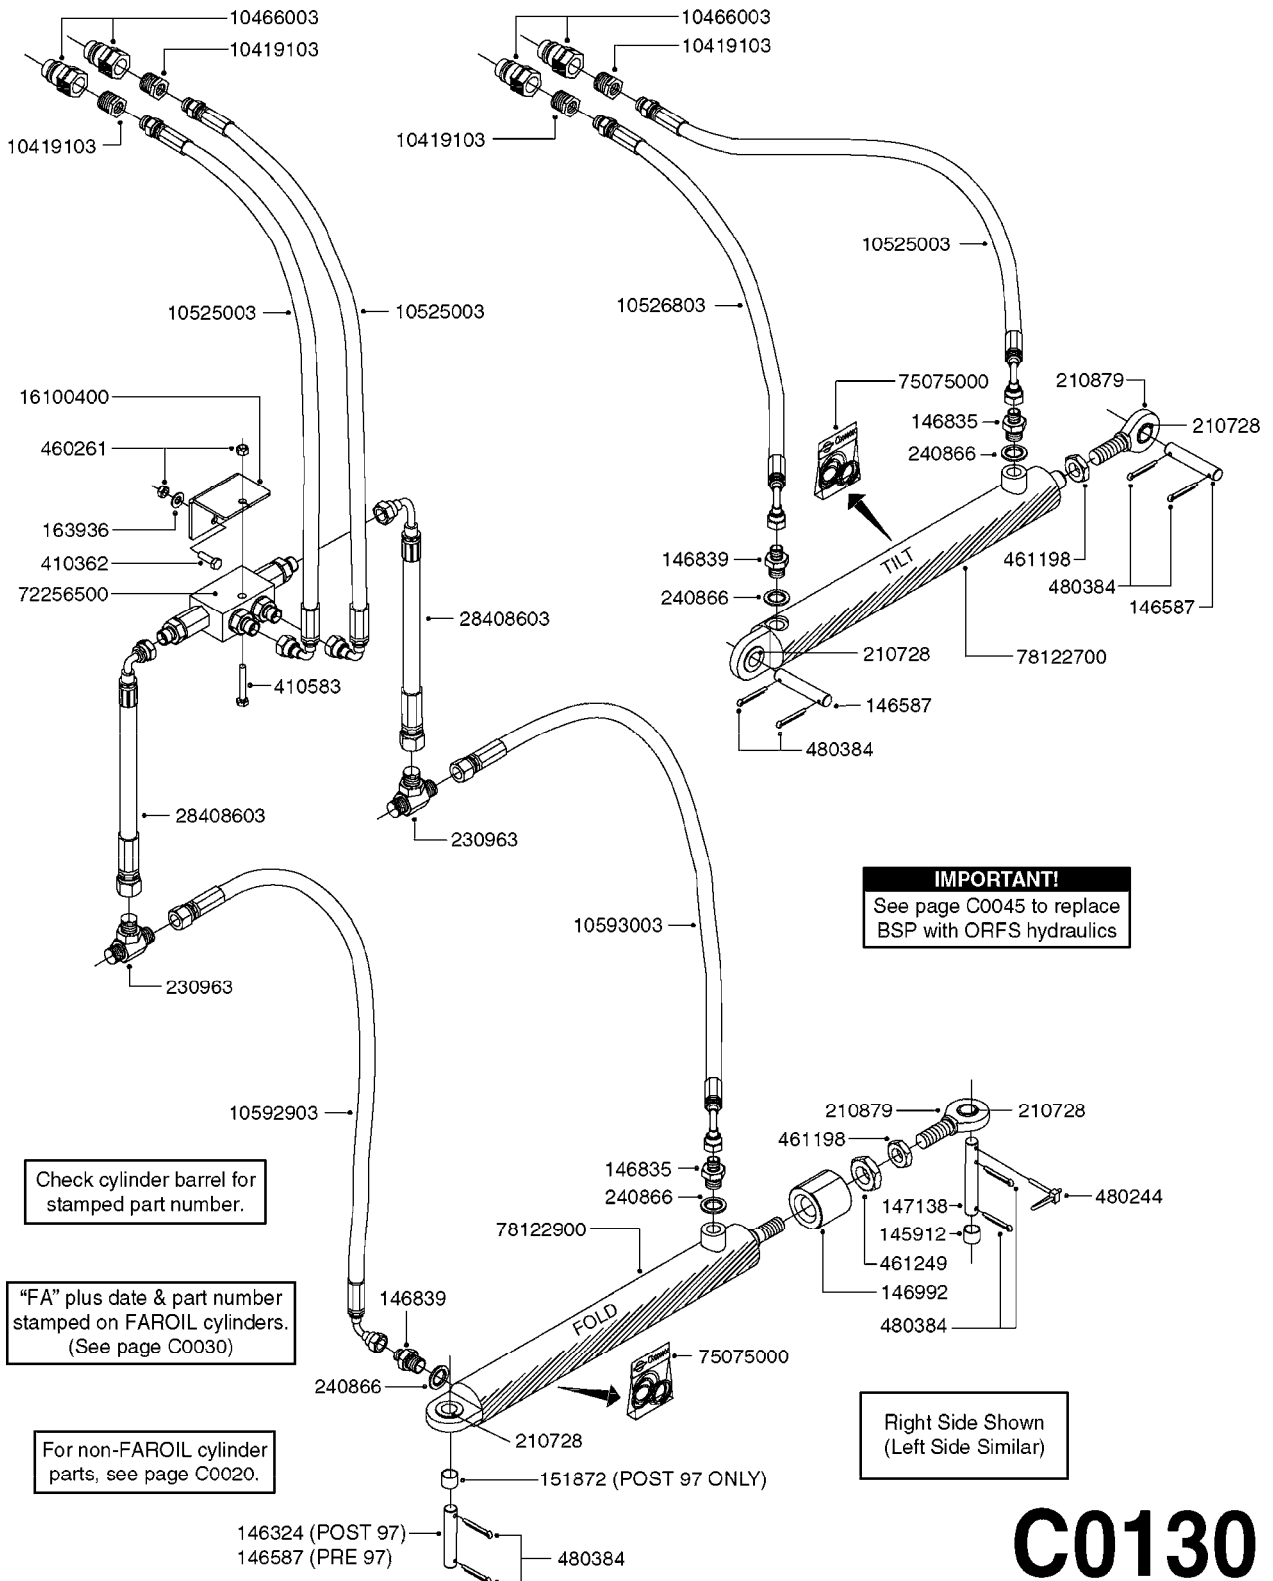 10466003
10419103
10419103
10466003
10419103
10419103
10525003
10526803
10525003
10525003
75075000
210879
146835
210728
240866
16100400
460261
163936
410362
72256500
461198
480384
146587
TILT
146839
240866
28408603
210728
78122700
410583
146587
480384
28408603
230963
IMPORTANT!
See page C0045 to replace
BSP with ORFS hydraulics
10593003
230963
10592903
210879
210728
461198
146835
240866
480244
147138
145912
461249
146992
480384
78122900
Check cylinder barrel for
stamped part number.
"FA" plus date & part number
stamped on FAROIL cylinders.
(See page C0030)
146839
FOLD
75075000
240866
210728
Right Side Shown
(Left Side Similar)
For non-FAROIL cylinder
parts, see page C0020.
151872 (POST 97 ONLY)
146324 (POST 97)
146587 (PRE 97)
480384
C0130